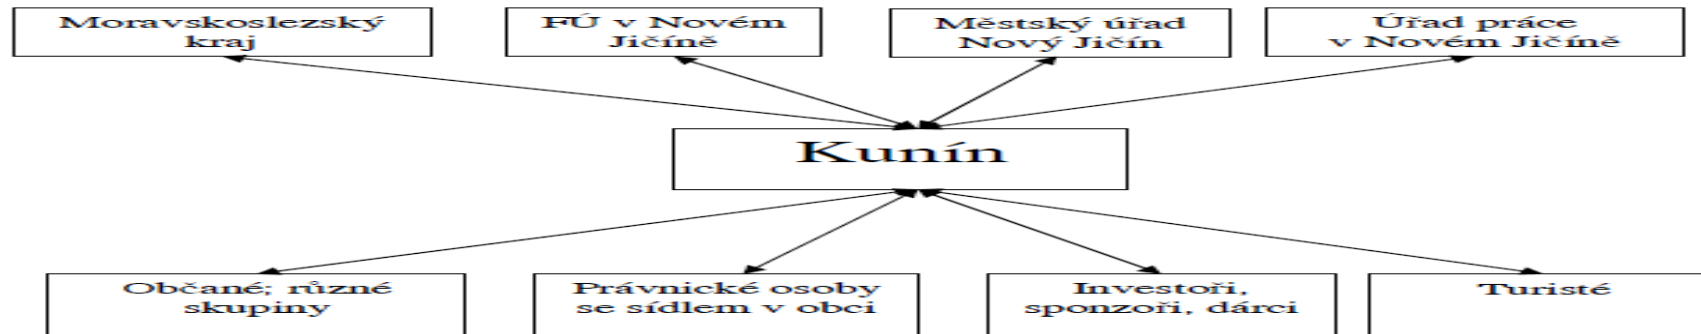 Moravskoslezský
kraj
FÚ v Novém
Jičíně
Městský úřad
Nový Jičín
Úřad práce
v Novém Jičíně
Kunín
Občané; různé
skupiny
Právnické osoby
se sídlem v obci
Investoři,
sponzoři, dárci
Turisté